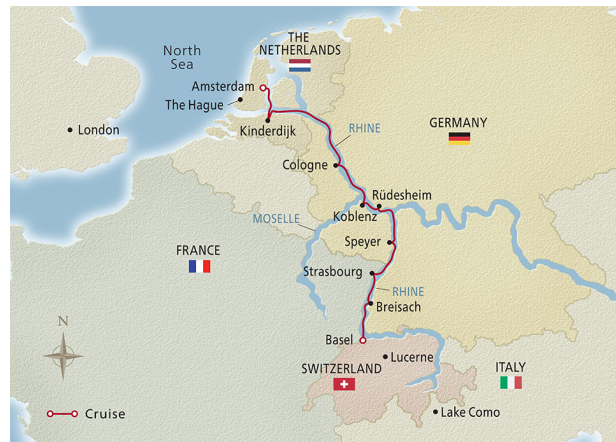 North
Sea
THE
NETHERLANDS
Amsterdam
The Hague
Kinderdijk
London
RHINE
GERMANY
Cologne
Rüdesheim
Koblenz
MOSELLE
Speyer
FRANCE
Strasbourg
RHINE
Breisach
N
Basel
Lucerne
SWITZERLAND
ITALY
Cruise
Lake Como